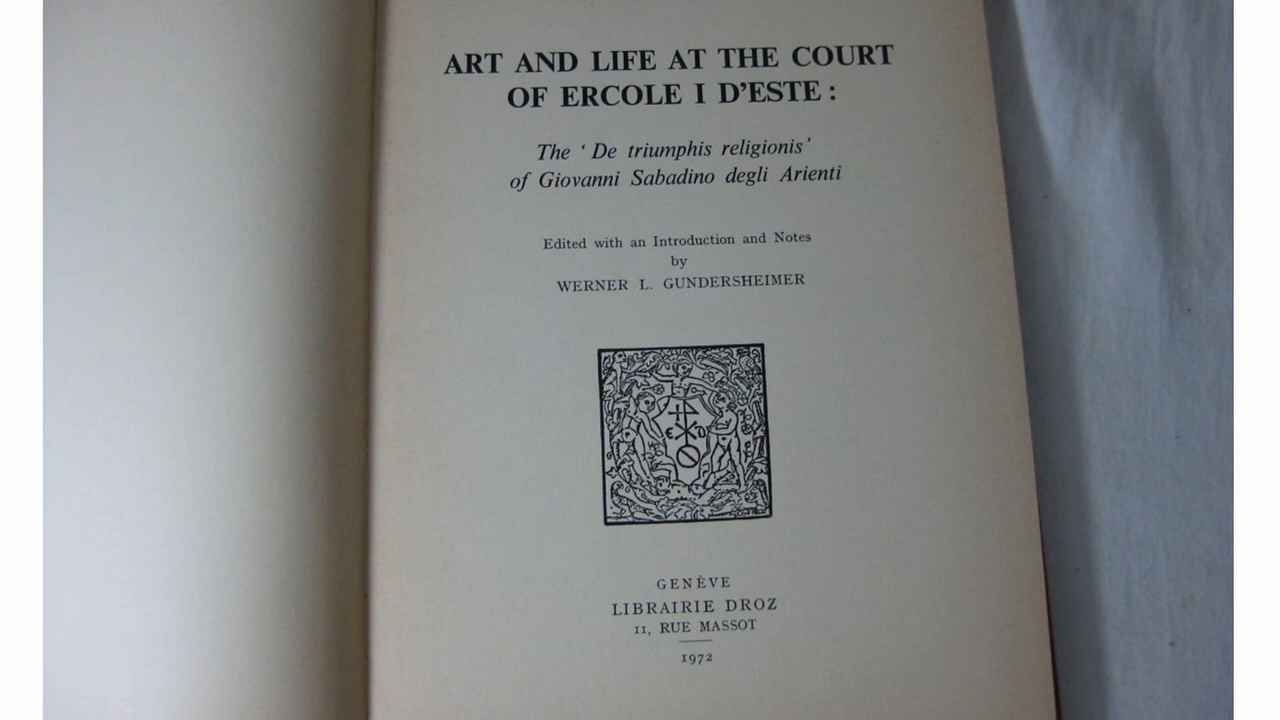 ART AND LIFE AT THE COURT
OF ERCOLE I D'ESTE :
The ‘ De triumphis religionis’
of Giovanni Sabadino degli Arienti
Edited with an Introduction and Notes
by
WERNER L. GUNDERSHEIMER
E D
GENÈVE
LIBRAIRIE DROZ
11, RUE MASSOT
1972